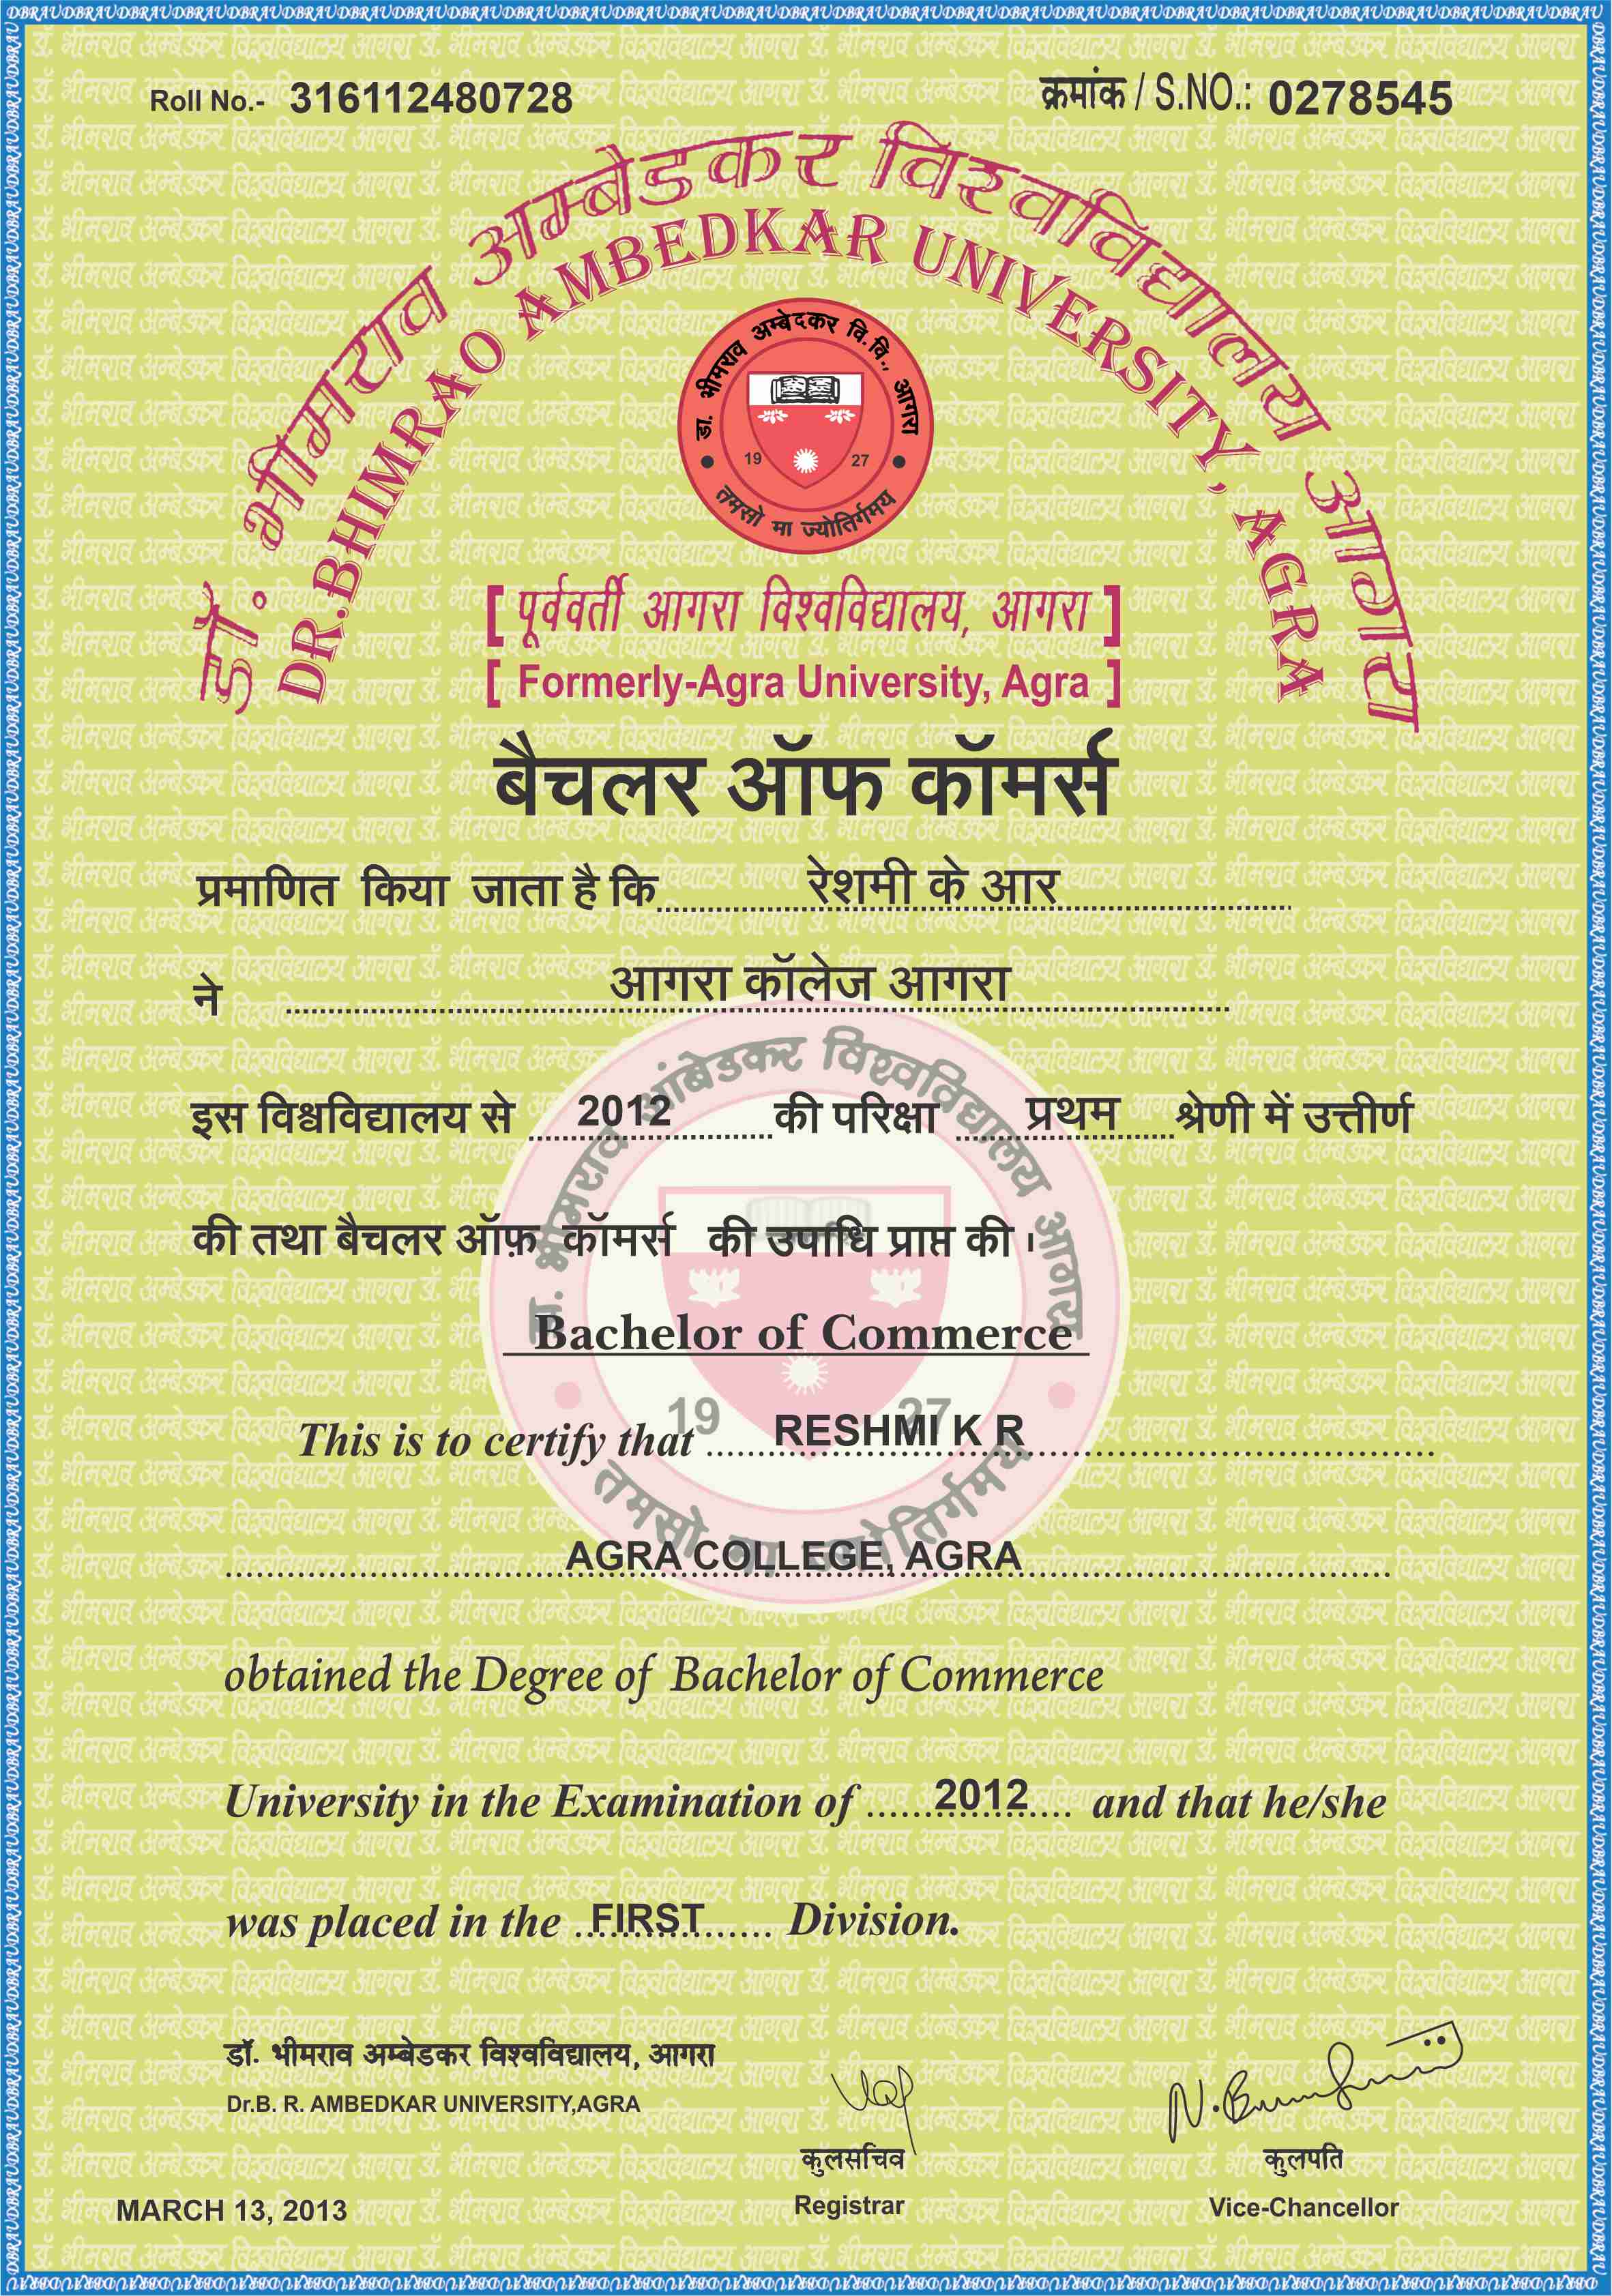 Roll No.- 316112480728
क्रमांक / S.NO.: 0278545
डॉ. भीमराव अम्बेडकर विश्वविद्यालय आगरा
DR.BHIMRAO AMBEDKAR UNIVERSITY, AGRA
डा. भीमराव अम्बेदकर वि.वि., आगरा
19 27
तमसो मा ज्योतिर्गमय
[ पूर्ववर्ती आगरा विश्वविद्यालय, आगरा ]
[ Formerly-Agra University, Agra ]
बैचलर ऑफ कॉमर्स
प्रमाणित किया जाता है कि रेशमी के आर
ने आगरा कॉलेज आगरा
इस विश्वविद्यालय से 2012 की परिक्षा प्रथम श्रेणी में उत्तीर्ण
की तथा बैचलर ऑफ़ कॉमर्स की उपाधि प्राप्त की ।
Bachelor of Commerce
This is to certify that RESHMI K R
AGRA COLLEGE, AGRA
obtained the Degree of Bachelor of Commerce
University in the Examination of 2012 and that he/she
was placed in the FIRST Division.
डॉ. भीमराव अम्बेडकर विश्वविद्यालय, आगरा
Dr.B. R. AMBEDKAR UNIVERSITY,AGRA
कुलसचिव
Registrar
कुलपति
Vice-Chancellor
MARCH 13, 2013